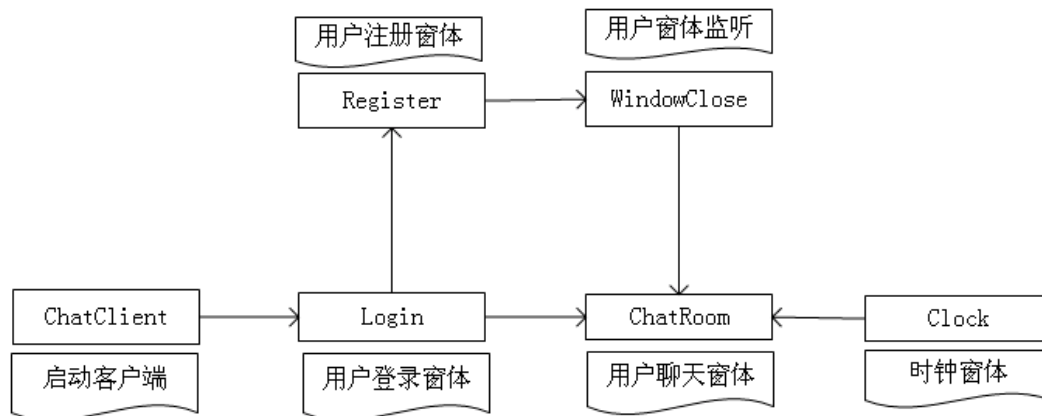 用户注册窗体
用户窗体监听
Register
WindowClose
ChatClient
Login
ChatRoom
Clock
启动客户端
用户登录窗体
用户聊天窗体
时钟窗体